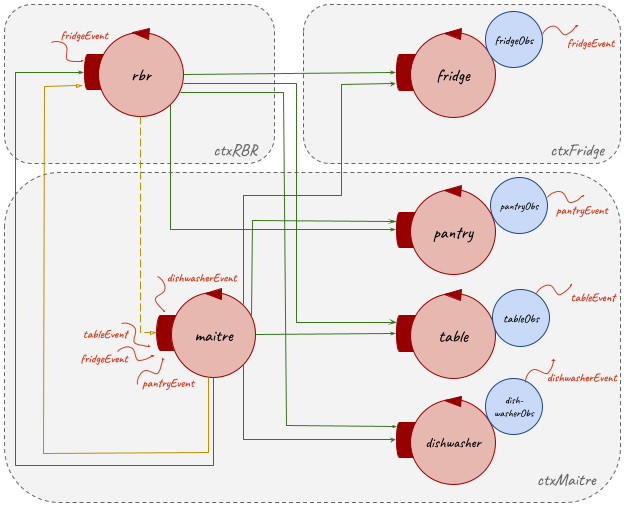 fridgeEvent
rbr
ctxRBR
fridge
fridgeObs
fridgeEvent
ctxFridge
pantry
pantryObs
pantryEvent
dishwasherEvent
tableEvent
fridgeEvent
pantryEvent
maitre
table
tableObs
tableEvent
dishwasher
dish-
washerObs
dishwasherEvent
ctxMaitre